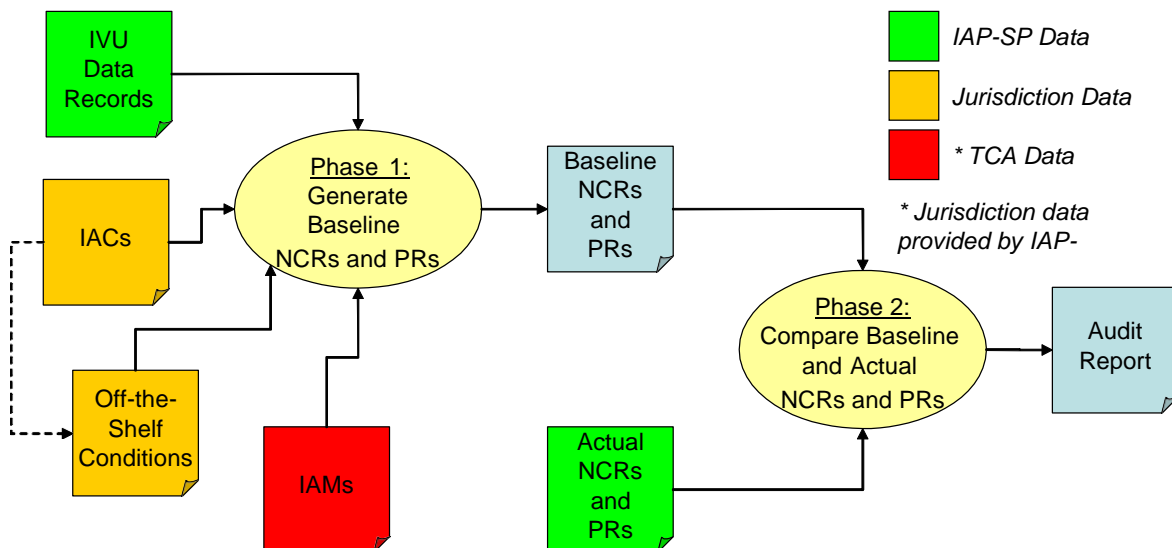 IVU
Data
Records
IACs
Off-the-
Shelf
Conditions
IAMs
Phase 1:
Generate
Baseline
NCRs and PRs
Baseline
NCRs
and
PRs
Actual
NCRs
and
PRs
Phase 2:
Compare Baseline
and Actual
NCRs and PRs
Audit
Report
IAP-SP Data
Jurisdiction Data
* TCA Data
* Jurisdiction data
provided by IAP-